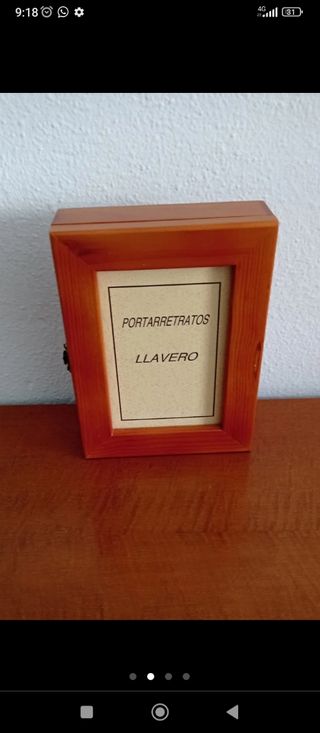 9:18
4G
81
PORTARRETRATOS
LLAVERO